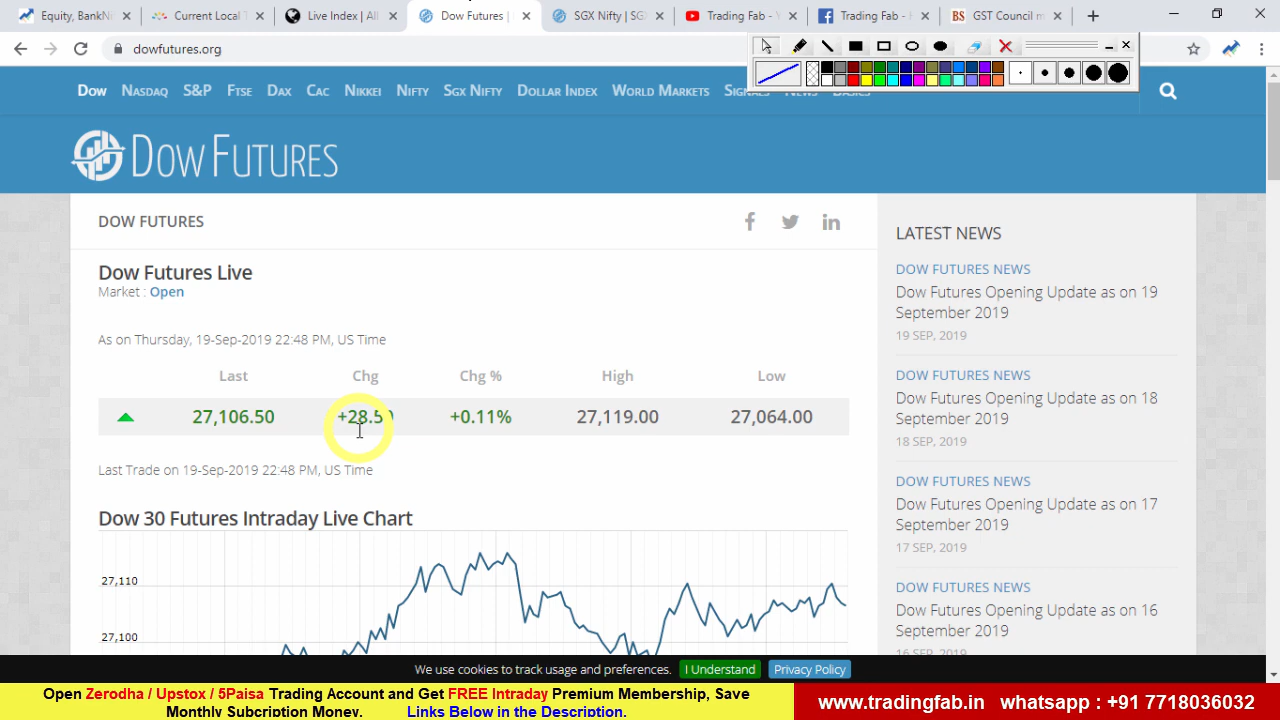 Equity, BankN
Current Local T
Live Index | All
Dow Futures |
SGX Nifty | SG
Trading Fab - Y
Trading Fab -
GST Council m
dowfutures.org
DOW NASDAQ S&P FTSE DAX CAC NIKKEI NIFTY SGX NIFTY DOLLAR INDEX WORLD MARKETS
DOW FUTURES
DOW FUTURES
Dow Futures Live
Market : Open
As on Thursday, 19-Sep-2019 22:48 PM, US Time
Last Chg Chg % High Low
27,106.50 +28.50 +0.11% 27,119.00 27,064.00
Last Trade on 19-Sep-2019 22:48 PM, US Time
Dow 30 Futures Intraday Live Chart
27,110
27,100
LATEST NEWS
DOW FUTURES NEWS
Dow Futures Opening Update as on 19
September 2019
19 SEP, 2019
DOW FUTURES NEWS
Dow Futures Opening Update as on 18
September 2019
18 SEP, 2019
DOW FUTURES NEWS
Dow Futures Opening Update as on 17
September 2019
17 SEP, 2019
DOW FUTURES NEWS
Dow Futures Opening Update as on 16
September 2019
We use cookies to track usage and preferences. I Understand Privacy Policy
Open Zerodha / Upstox / 5Paisa Trading Account and Get FREE Intraday Premium Membership, Save
Monthly Subcription Money. Links Below in the Description.
www.tradingfab.in whatsapp : +91 7718036032